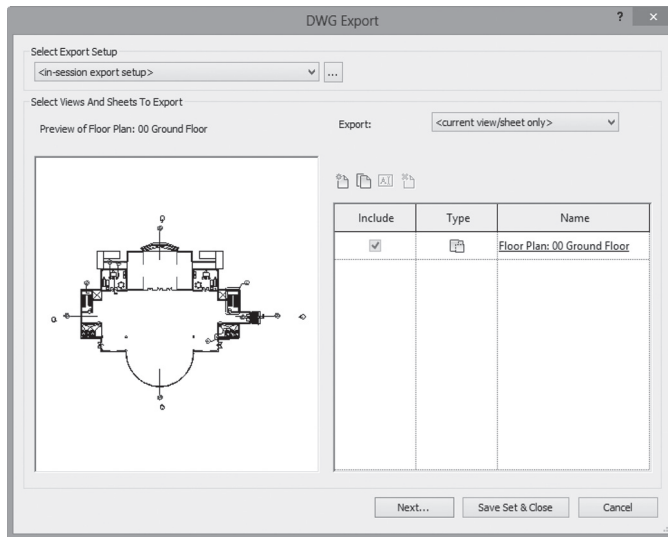 DWG Export
?
×
Select Export Setup
<in-session export setup>
...
Select Views And Sheets To Export
Preview of Floor Plan: 00 Ground Floor
Export:
<current view/sheet only>
Include
Type
Name
Floor Plan: 00 Ground Floor
Next...
Save Set & Close
Cancel